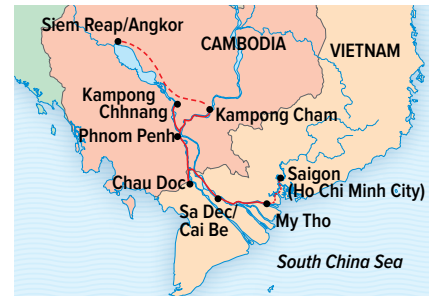 Siem Reap/Angkor
CAMBODIA
VIETNAM
Kampong
Chhnang
Kampong Cham
Phnom Penh
Chau Doc
Saigon
(Ho Chi Minh City)
Sa Dec/
Cai Be
My Tho
South China Sea